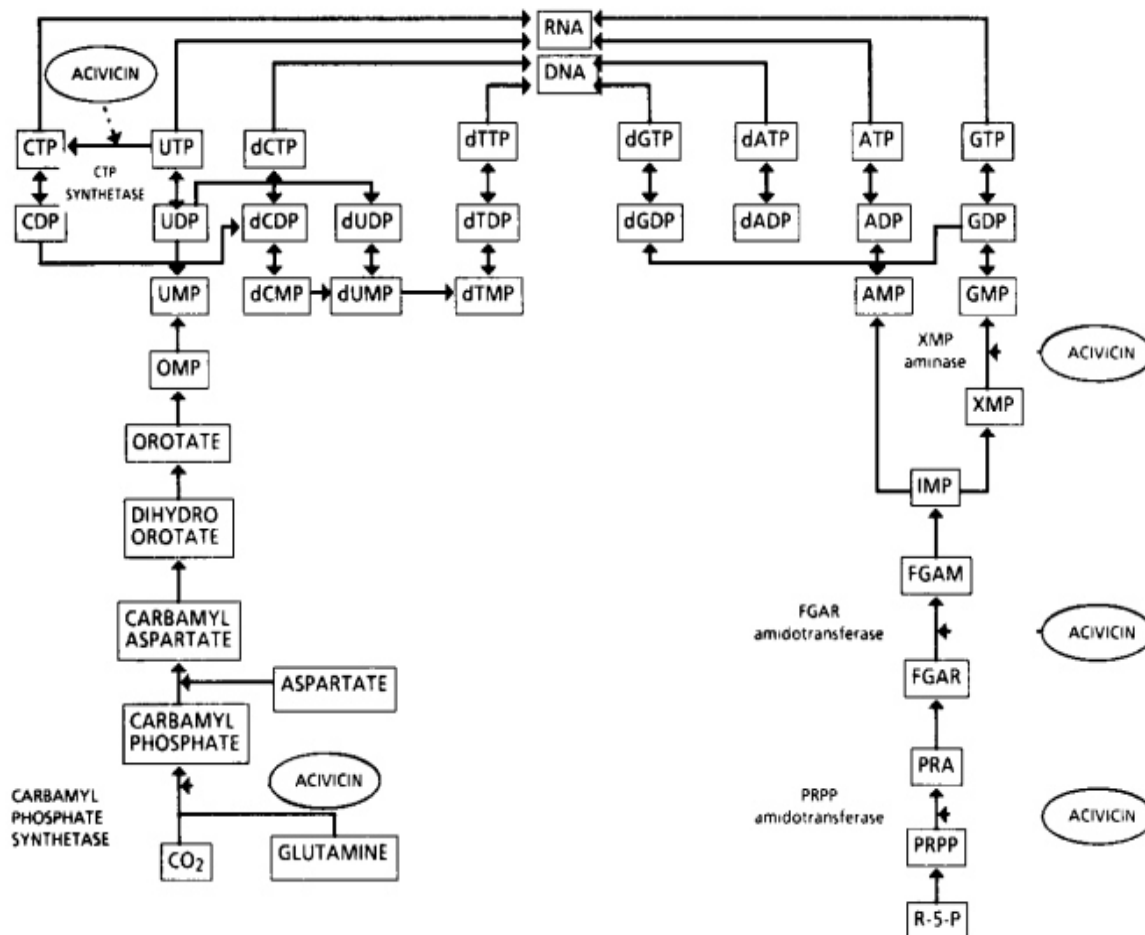 RNA
DNA
ACIVICIN
CTP
UTP
dCTP
dTTP
dGTP
dATP
ATP
GTP
CTP
SYNTHETASE
CDP
UDP
dCDP
dUDP
dTDP
dGDP
dADP
ADP
GDP
UMP
dCMP
dUMP
dTMP
AMP
GMP
XMP
aminase
ACIVICIN
OMP
XMP
OROTATE
IMP
DIHYDRO
OROTATE
FGAM
CARBAMYL
ASPARTATE
FGAR
amidotransferase
ACIVICIN
ASPARTATE
FGAR
CARBAMYL
PHOSPHATE
ACIVICIN
PRA
CARBAMYL
PHOSPHATE
SYNTHETASE
PRPP
amidotransferase
ACIVICIN
CO2
GLUTAMINE
PRPP
R-5-P